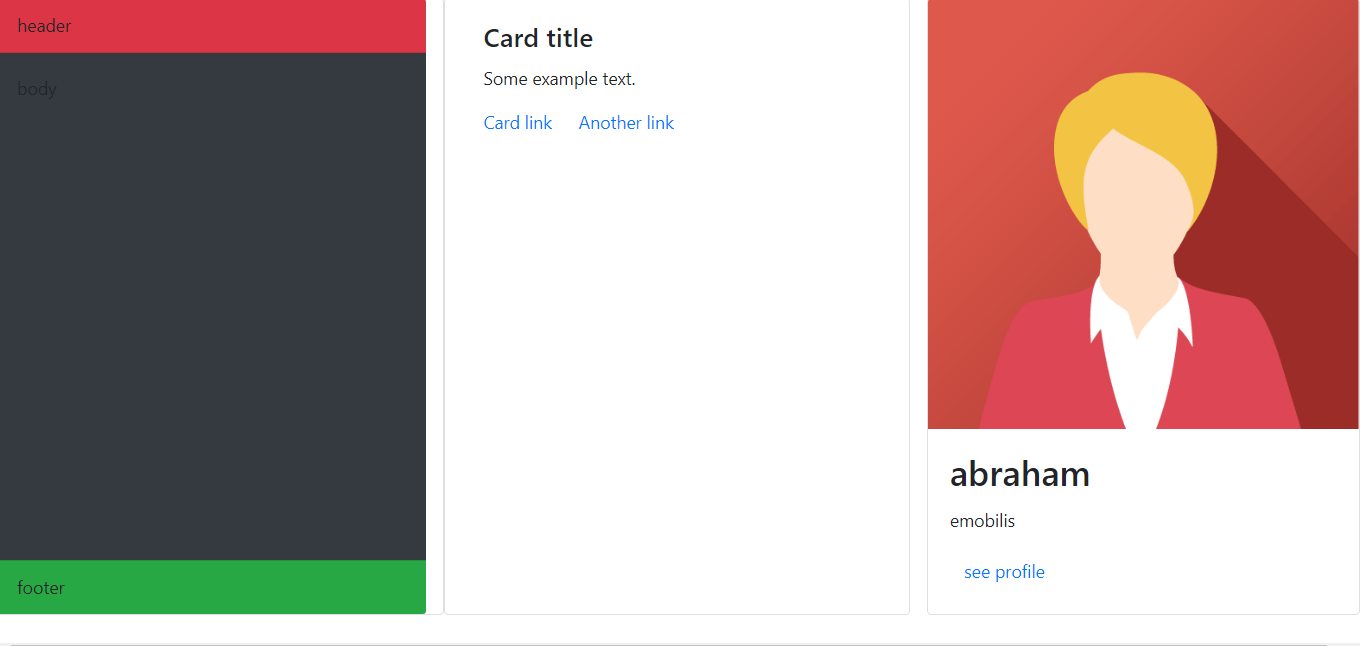 header
body
footer
Card title
Some example text.
Card link Another link
abraham
emobilis
see profile